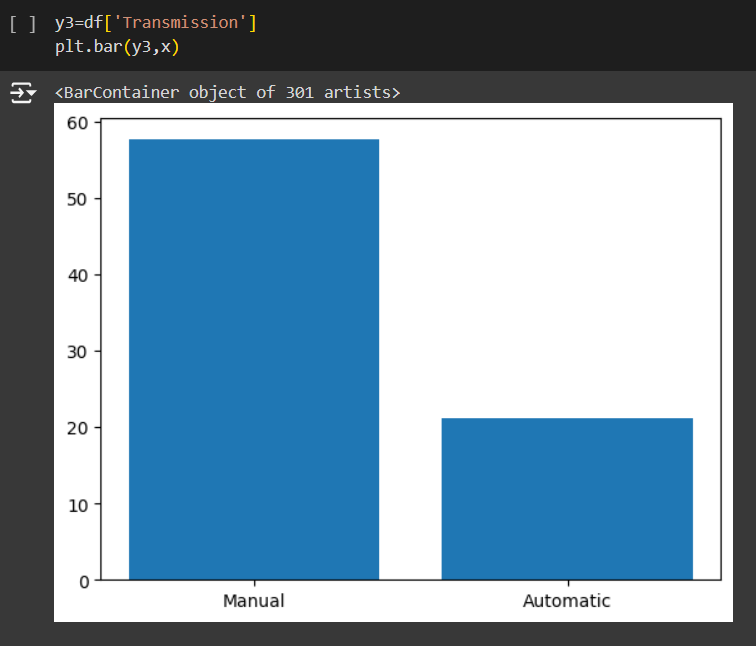 [ ] y3=df['Transmission']
plt.bar(y3,x)
<BarContainer object of 301 artists>
60
50
40
30
20
10
0
Manual Automatic